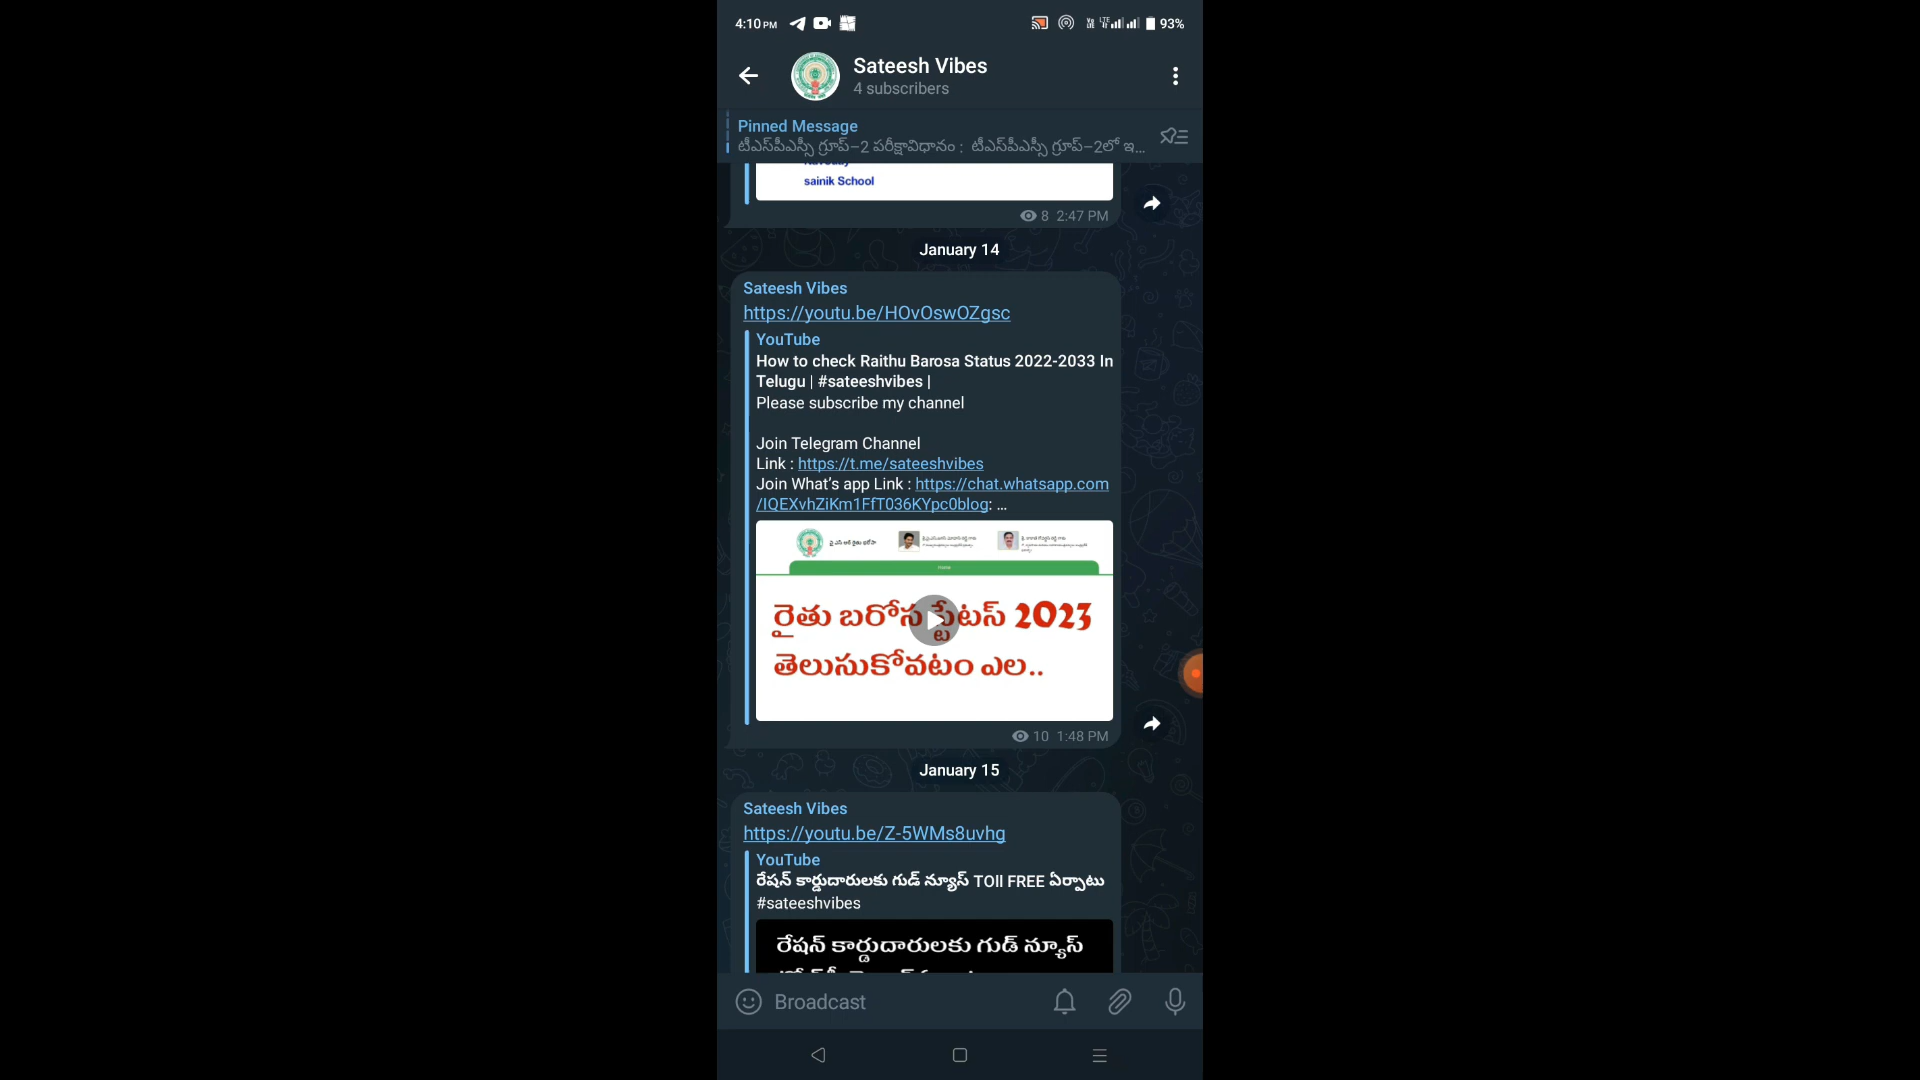 4:10 PM
93%
Sateesh Vibes
4 subscribers
Pinned Message
టీఎస్‌పీఎస్సీ గ్రూప్-2 పరీక్షావిధానం : టీఎస్‌పీఎస్సీ గ్రూప్-2లో ఇ...
sainik School
8 2:47 PM
January 14
Sateesh Vibes
https://youtu.be/HOvOswOZgsc
YouTube
How to check Raithu Barosa Status 2022-2033 In
Telugu | #sateeshvibes |
Please subscribe my channel
Join Telegram Channel
Link : https://t.me/sateeshvibes
Join What's app Link : https://chat.whatsapp.com
/IQEXvhZiKm1FfT036KYpc0blog: ...
Home
రైతు బరోస స్టేటస్ 2023
తెలుసుకోవటం ఎల..
10 1:48 PM
January 15
Sateesh Vibes
https://youtu.be/Z-5WMs8uvhg
YouTube
రేషన్ కార్డుదారులకు గుడ్ న్యూస్ TOll FREE ఏర్పాటు
#sateeshvibes
రేషన్ కార్డుదారులకు గుడ్ న్యూస్
Broadcast